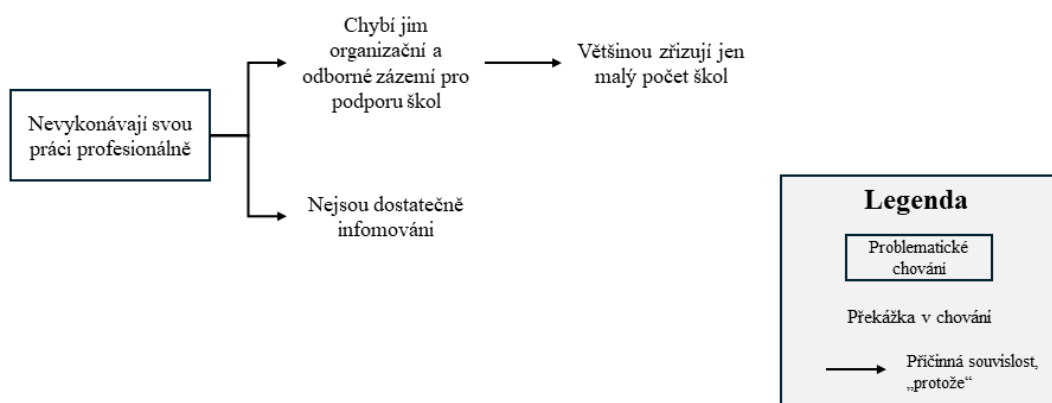 Chybí jim
organizační a
odborné zázemí pro
podporu škol
Většinou zřizují jen
malý počet škol
Nevykonávají svou
práci profesionálně
Nejsou dostatečně
infomováni
Legenda
Problematické
chování
Překážka v chování
Příčinná souvislost,
„protože“